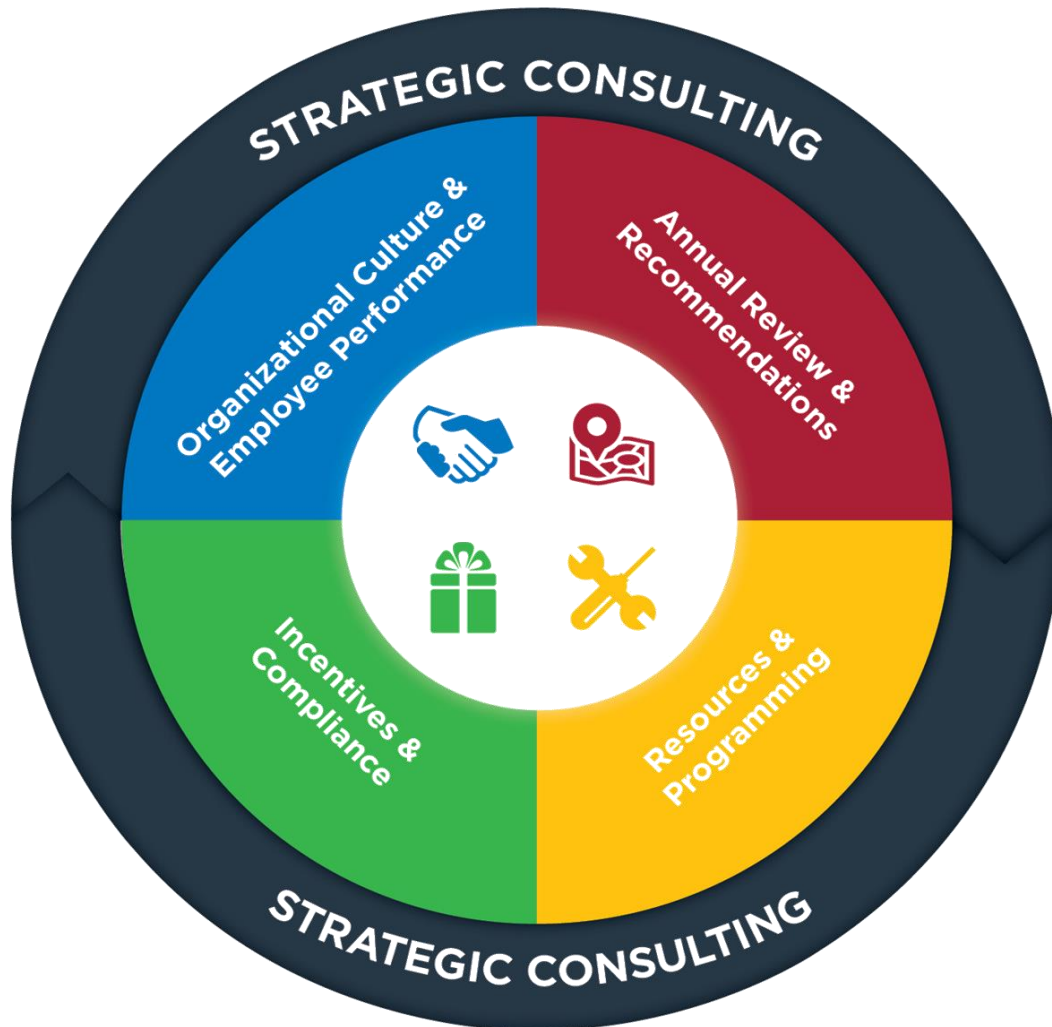 STRATEGIC CONSULTING
Organizational Culture &
Employee Performance
Annual Review &
Recommendations
Incentives &
Compliance
Resources &
Programming
STRATEGIC CONSULTING